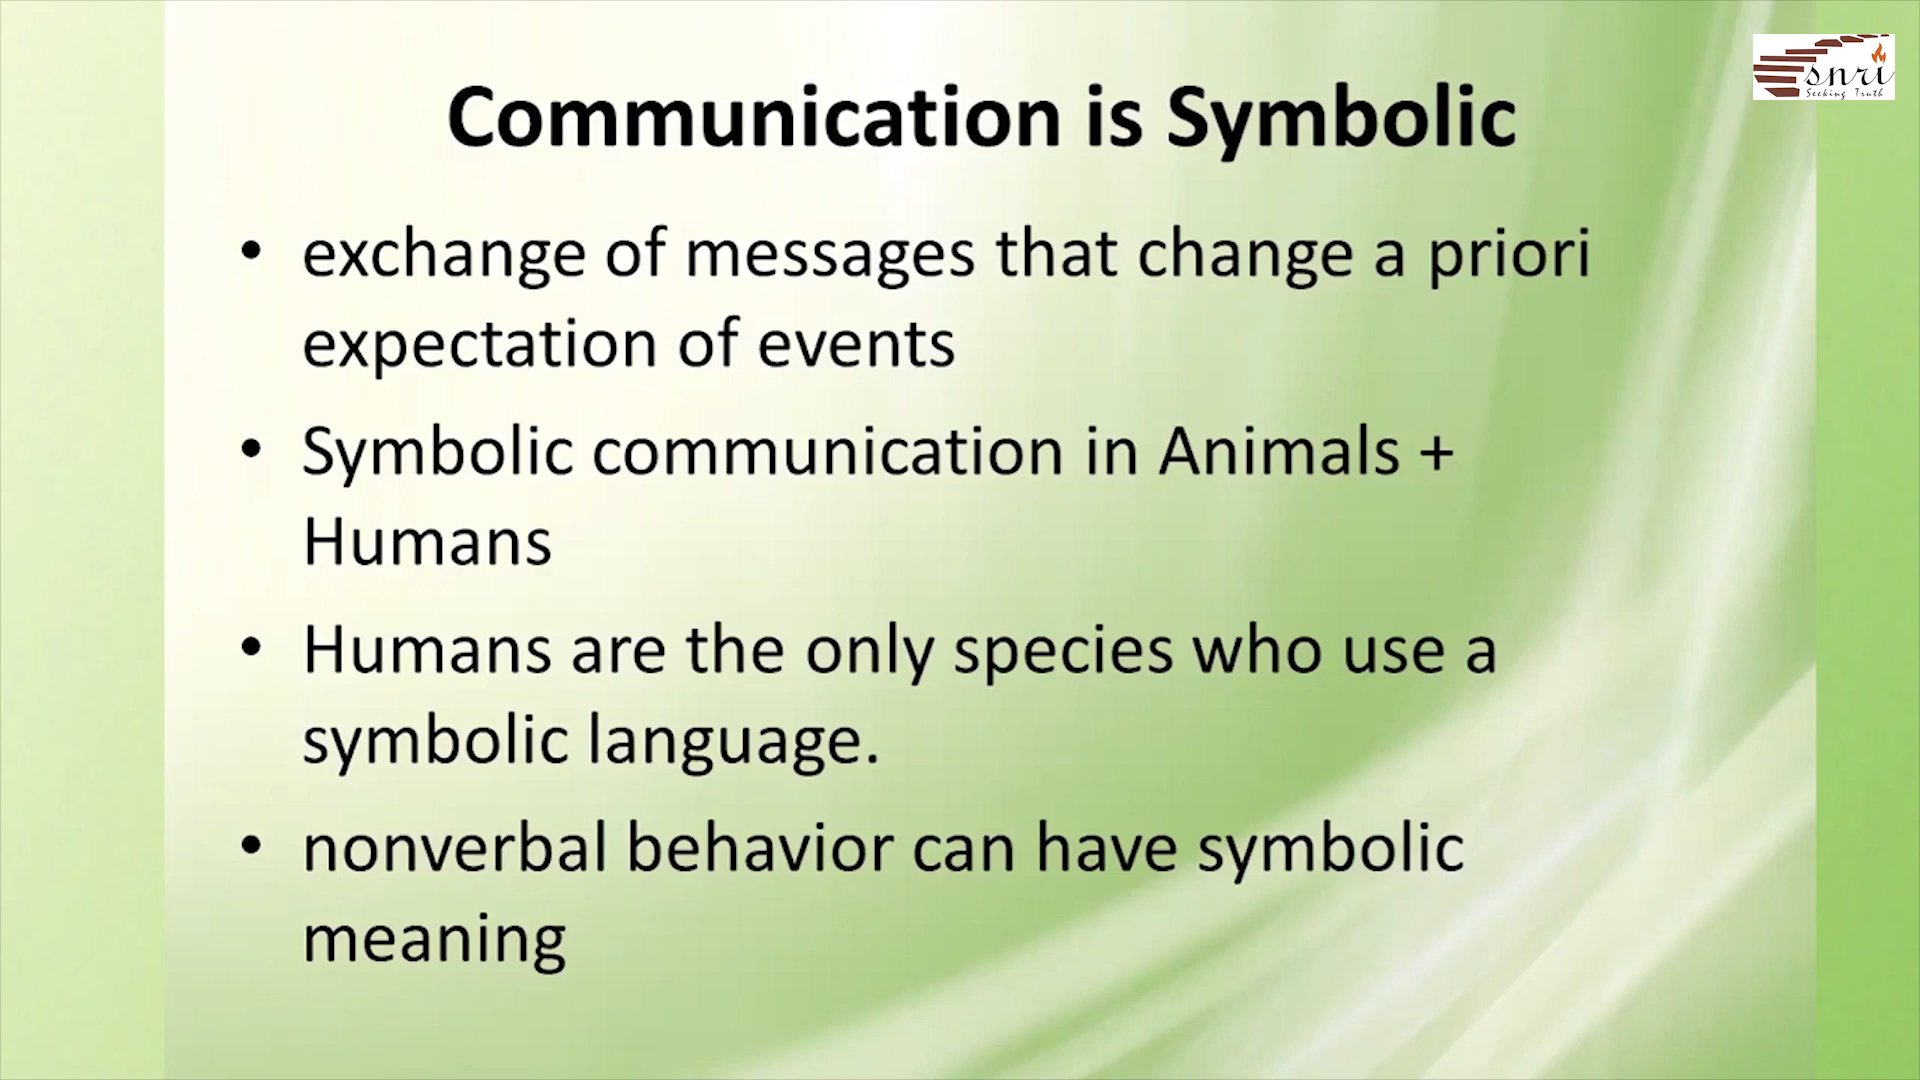 snri
Seeking Truth
Communication is Symbolic
• exchange of messages that change a priori
expectation of events
• Symbolic communication in Animals +
Humans
• Humans are the only species who use a
symbolic language.
• nonverbal behavior can have symbolic
meaning